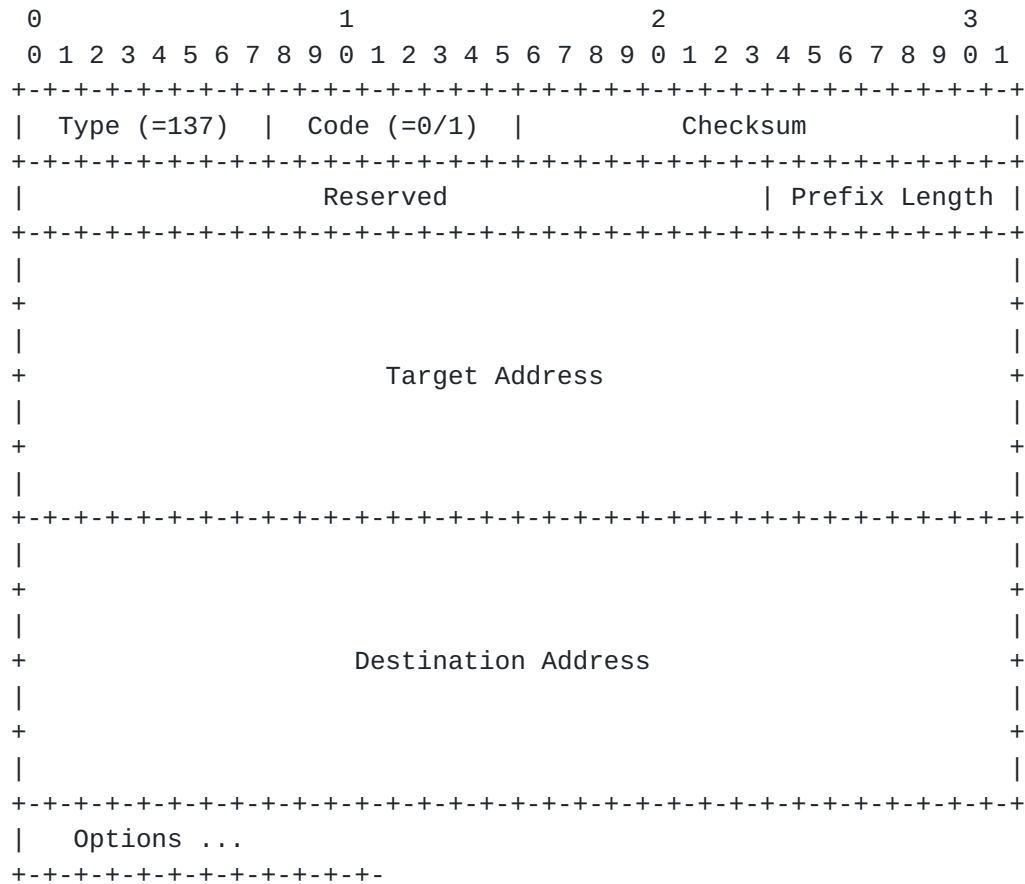 0                   1                   2                   3
 0 1 2 3 4 5 6 7 8 9 0 1 2 3 4 5 6 7 8 9 0 1 2 3 4 5 6 7 8 9 0 1
+-+-+-+-+-+-+-+-+-+-+-+-+-+-+-+-+-+-+-+-+-+-+-+-+-+-+-+-+-+-+-+-+
|  Type (=137)  |  Code (=0/1)  |          Checksum             |
+-+-+-+-+-+-+-+-+-+-+-+-+-+-+-+-+-+-+-+-+-+-+-+-+-+-+-+-+-+-+-+-+
|                   Reserved                    | Prefix Length |
+-+-+-+-+-+-+-+-+-+-+-+-+-+-+-+-+-+-+-+-+-+-+-+-+-+-+-+-+-+-+-+-+
|                                                               |
+                                                               +
|                                                               |
+                       Target Address                          +
|                                                               |
+                                                               +
|                                                               |
+-+-+-+-+-+-+-+-+-+-+-+-+-+-+-+-+-+-+-+-+-+-+-+-+-+-+-+-+-+-+-+-+
|                                                               |
+                                                               +
|                                                               |
+                     Destination Address                       +
|                                                               |
+                                                               +
|                                                               |
+-+-+-+-+-+-+-+-+-+-+-+-+-+-+-+-+-+-+-+-+-+-+-+-+-+-+-+-+-+-+-+-+
|   Options ...
+-+-+-+-+-+-+-+-+-+-+-+-